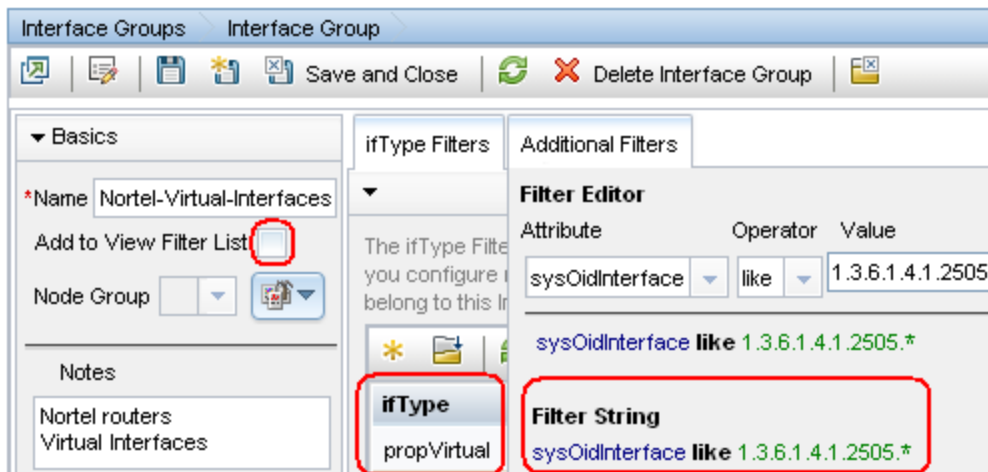 Interface Groups Interface Group
Save and Close Delete Interface Group
Basics
*Name Nortel-Virtual-Interfaces
Add to View Filter List
Node Group
Notes
Nortel routers
Virtual Interfaces
ifType Filters
The ifType Filte
you configure
belong to this I
ifType
propVirtual
Additional Filters
Filter Editor
Attribute Operator Value
sysOidInterface like 1.3.6.1.4.1.2505
sysOidInterface like 1.3.6.1.4.1.2505.*
Filter String
sysOidInterface like 1.3.6.1.4.1.2505.*